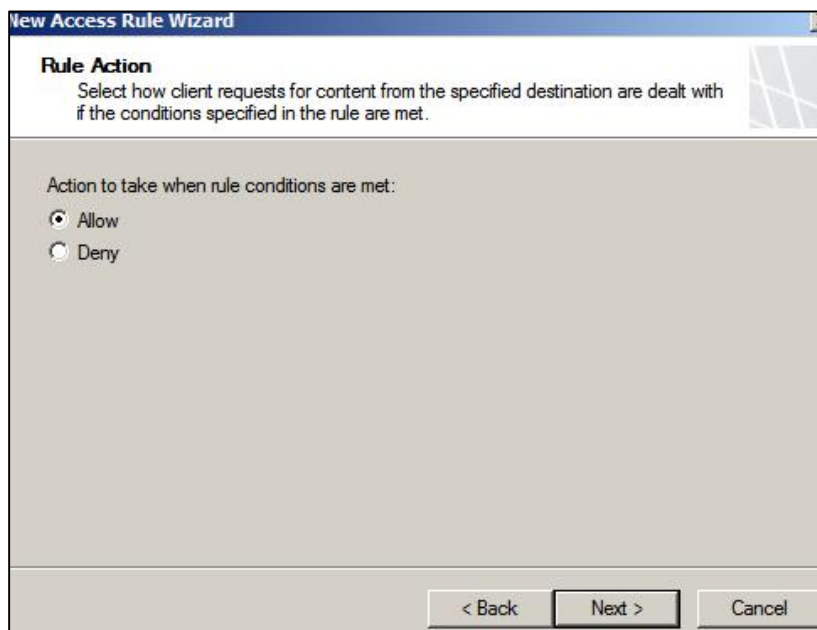 New Access Rule Wizard
Rule Action
Select how client requests for content from the specified destination are dealt with
if the conditions specified in the rule are met.
Action to take when rule conditions are met:
Allow
Deny
< Back Next > Cancel